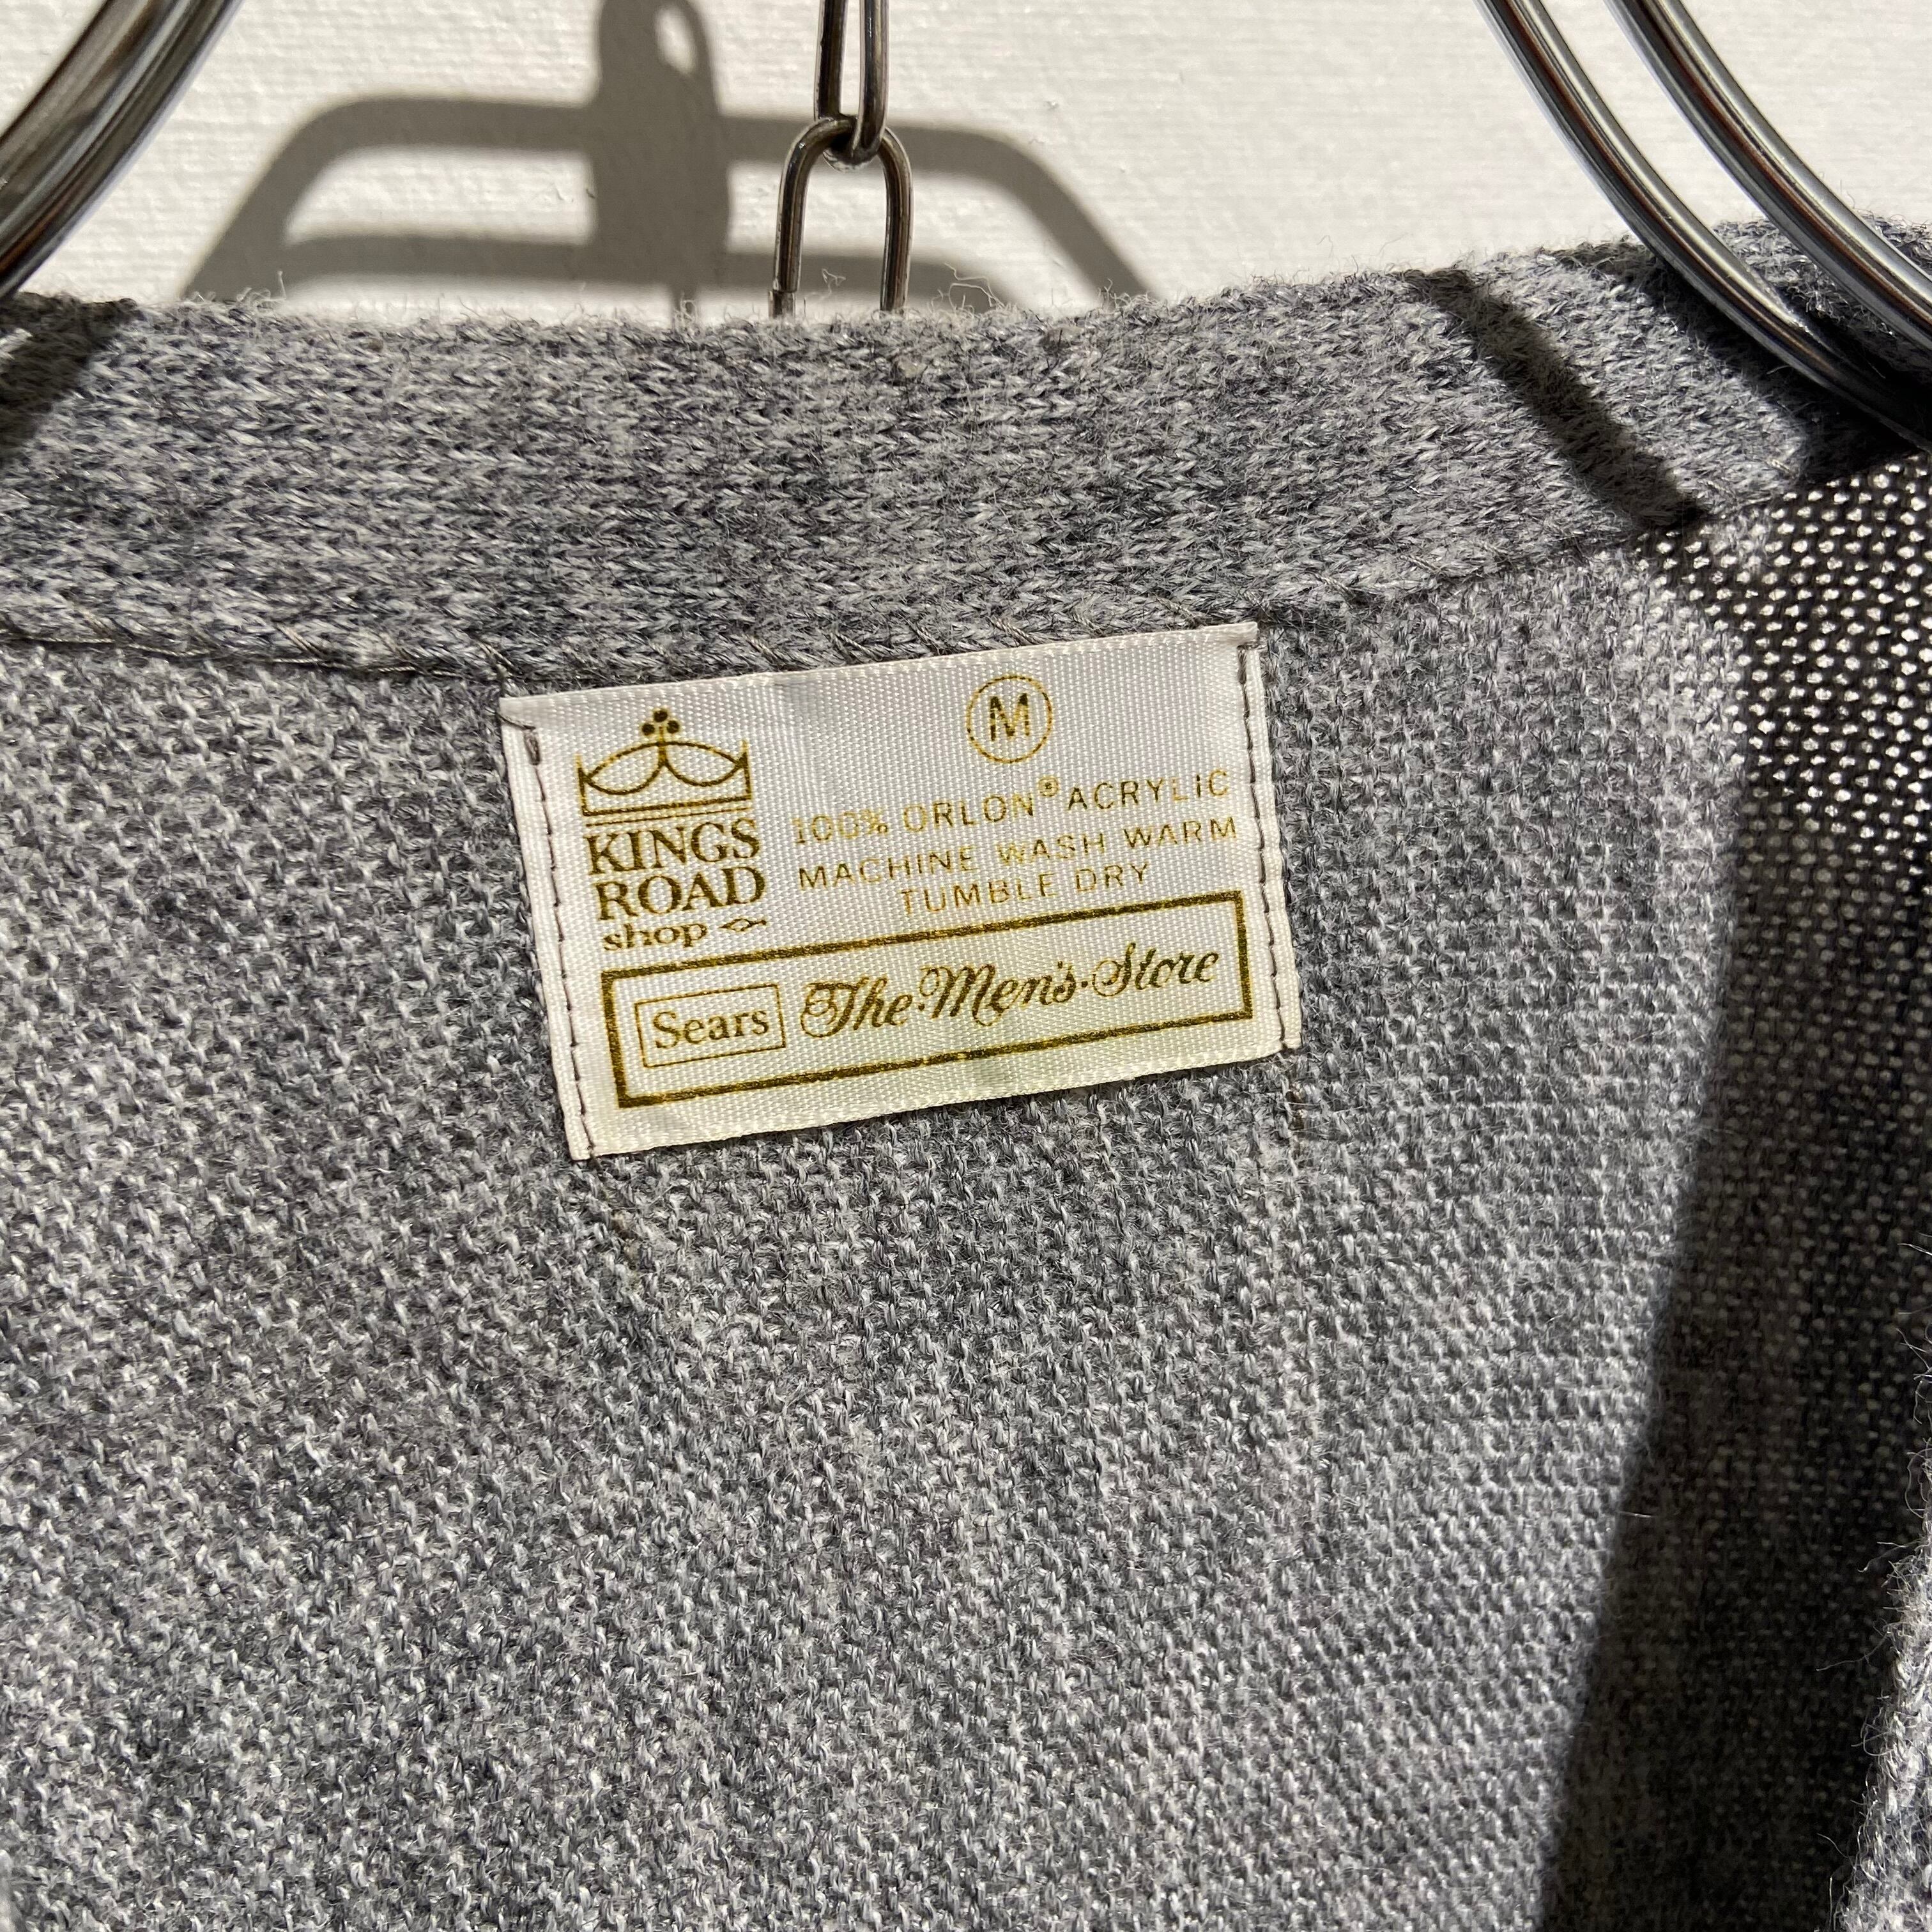 M
KINGS
ROAD
shop
100% ORLON® ACRYLIC
MACHINE WASH WARM
TUMBLE DRY
Sears The·Men's·Store